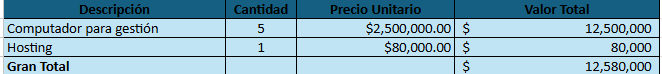 Descripción Cantidad Precio Unitario Valor Total
Computador para gestión 5 $2,500,000.00 $ 12,500,000
Hosting 1 $80,000.00 $ 80,000
Gran Total $ 12,580,000